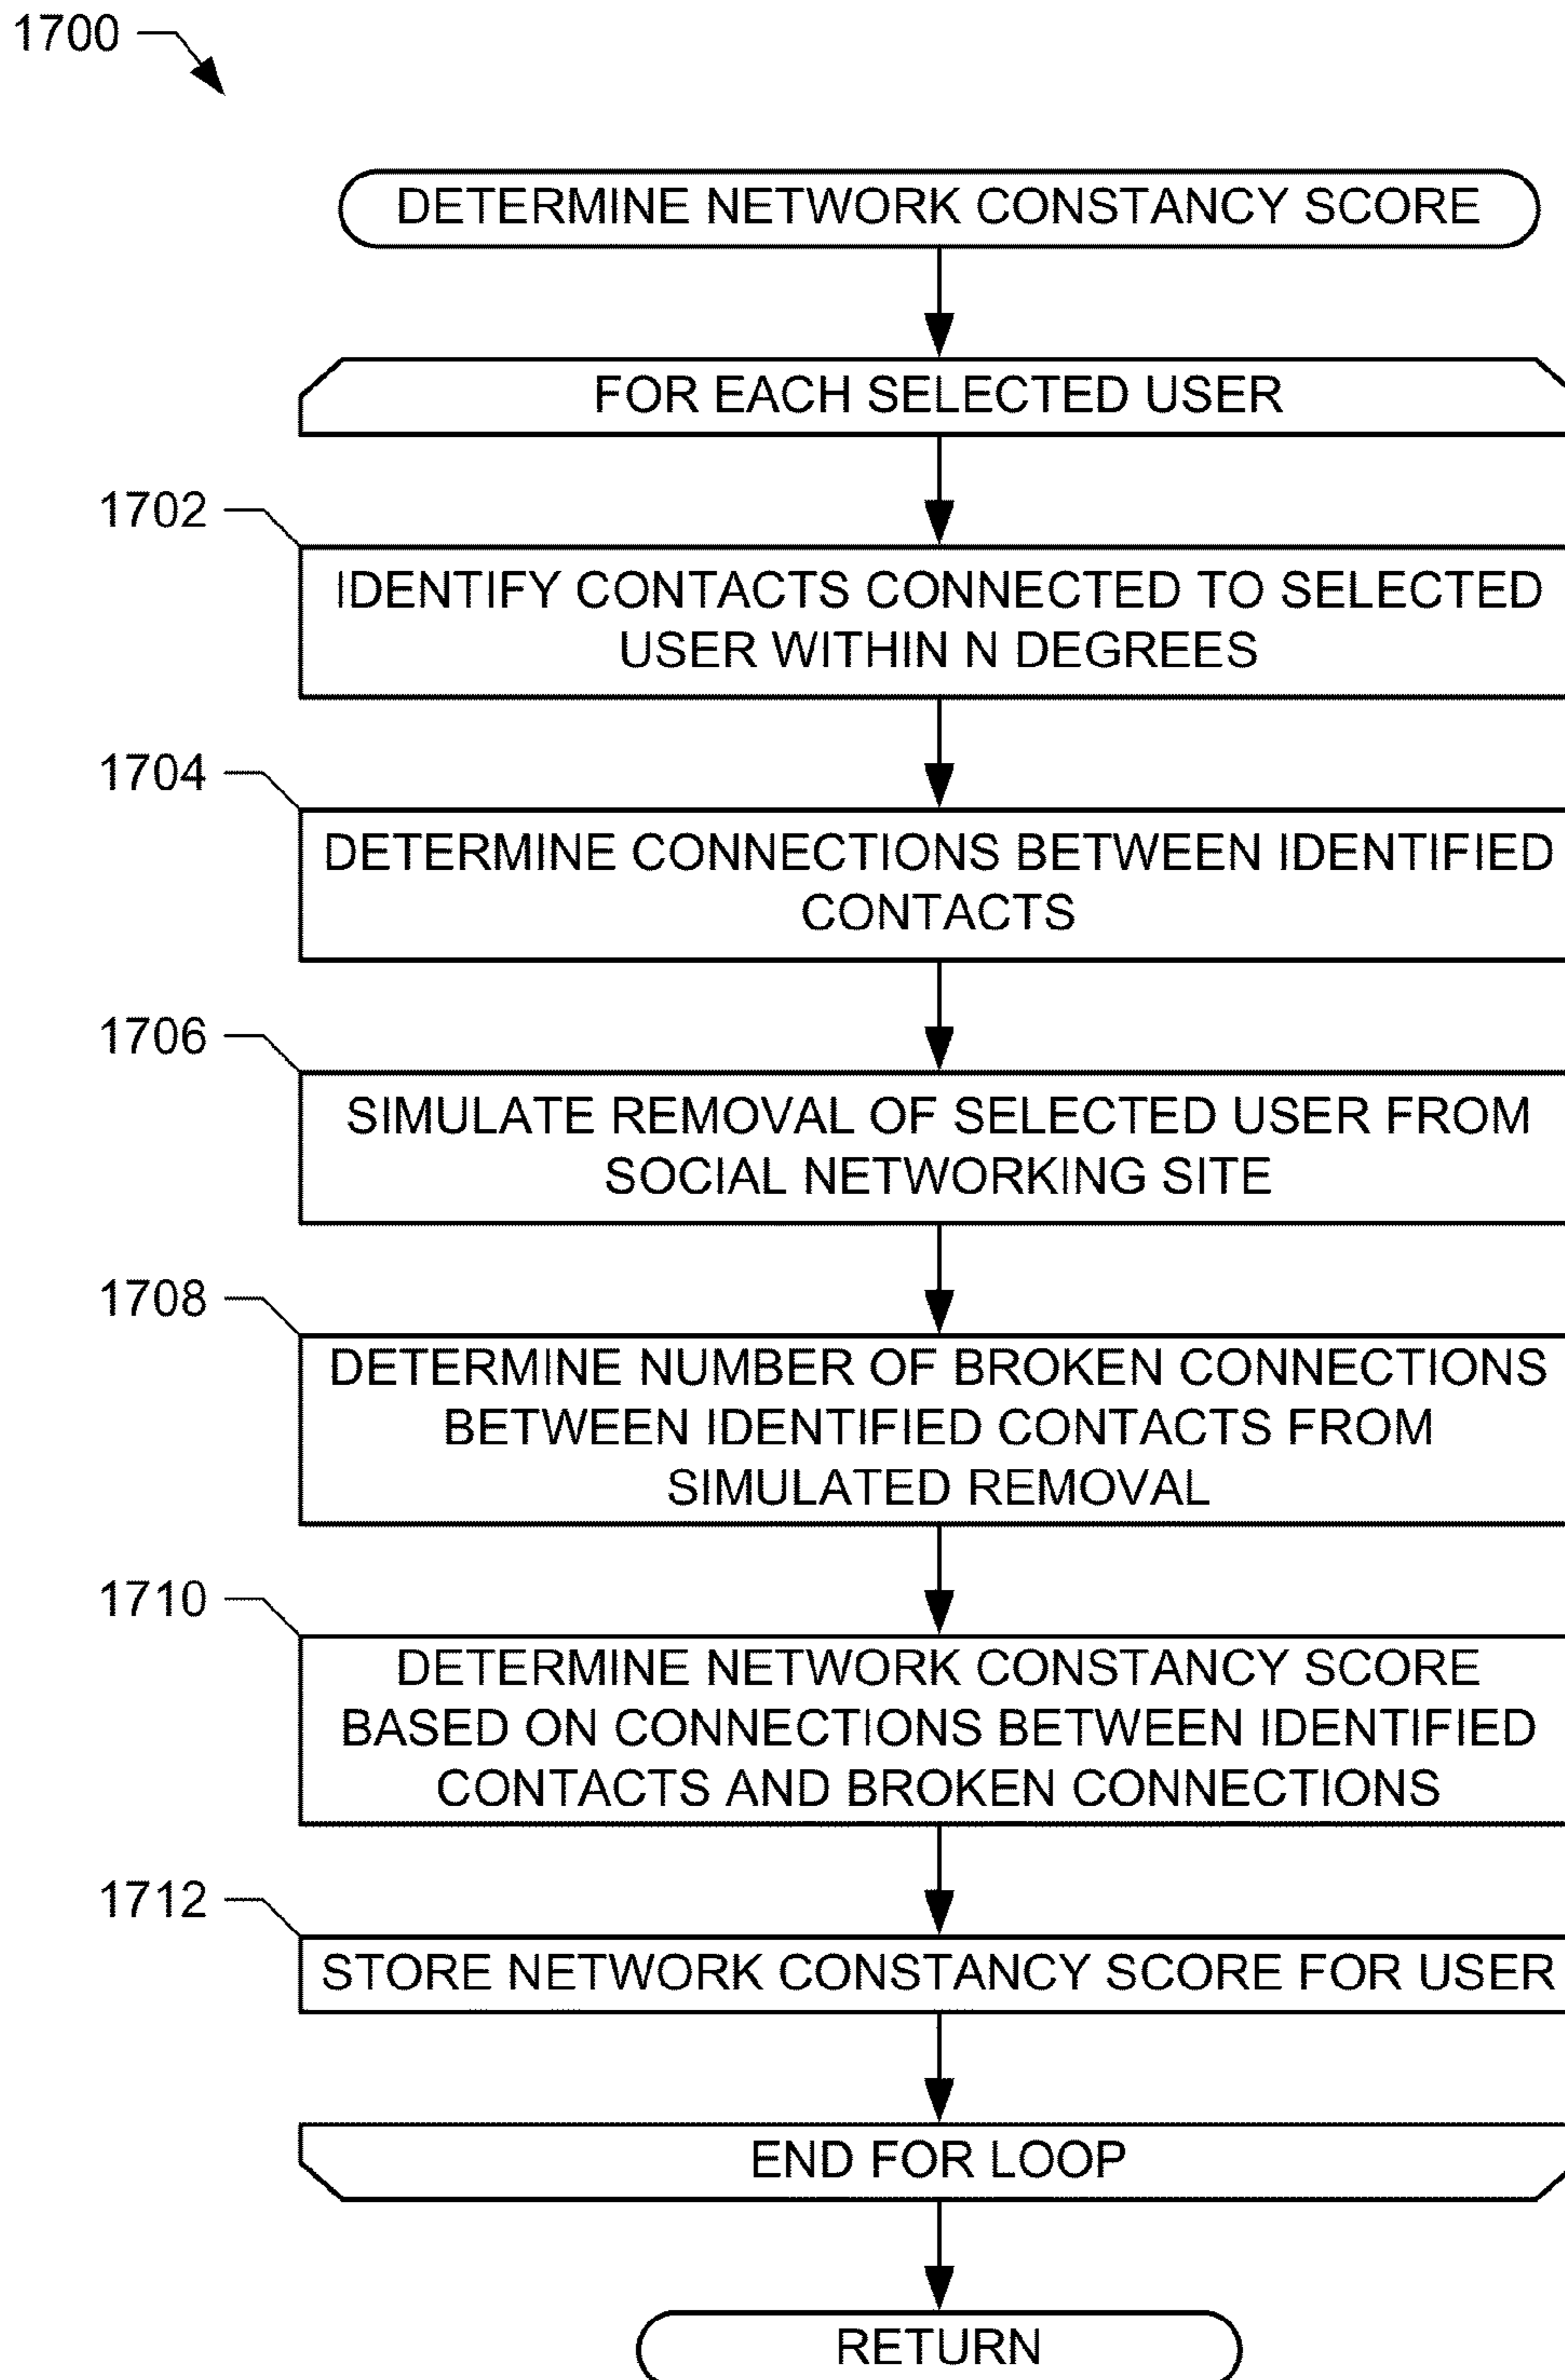 1700
DETERMINE NETWORK CONSTANCY SCORE
FOR EACH SELECTED USER
1702
IDENTIFY CONTACTS CONNECTED TO SELECTED
USER WITHIN N DEGREES
1704
DETERMINE CONNECTIONS BETWEEN IDENTIFIED
CONTACTS
1706
SIMULATE REMOVAL OF SELECTED USER FROM
SOCIAL NETWORKING SITE
1708
DETERMINE NUMBER OF BROKEN CONNECTIONS
BETWEEN IDENTIFIED CONTACTS FROM
SIMULATED REMOVAL
1710
DETERMINE NETWORK CONSTANCY SCORE
BASED ON CONNECTIONS BETWEEN IDENTIFIED
CONTACTS AND BROKEN CONNECTIONS
1712
STORE NETWORK CONSTANCY SCORE FOR USER
END FOR LOOP
RETURN